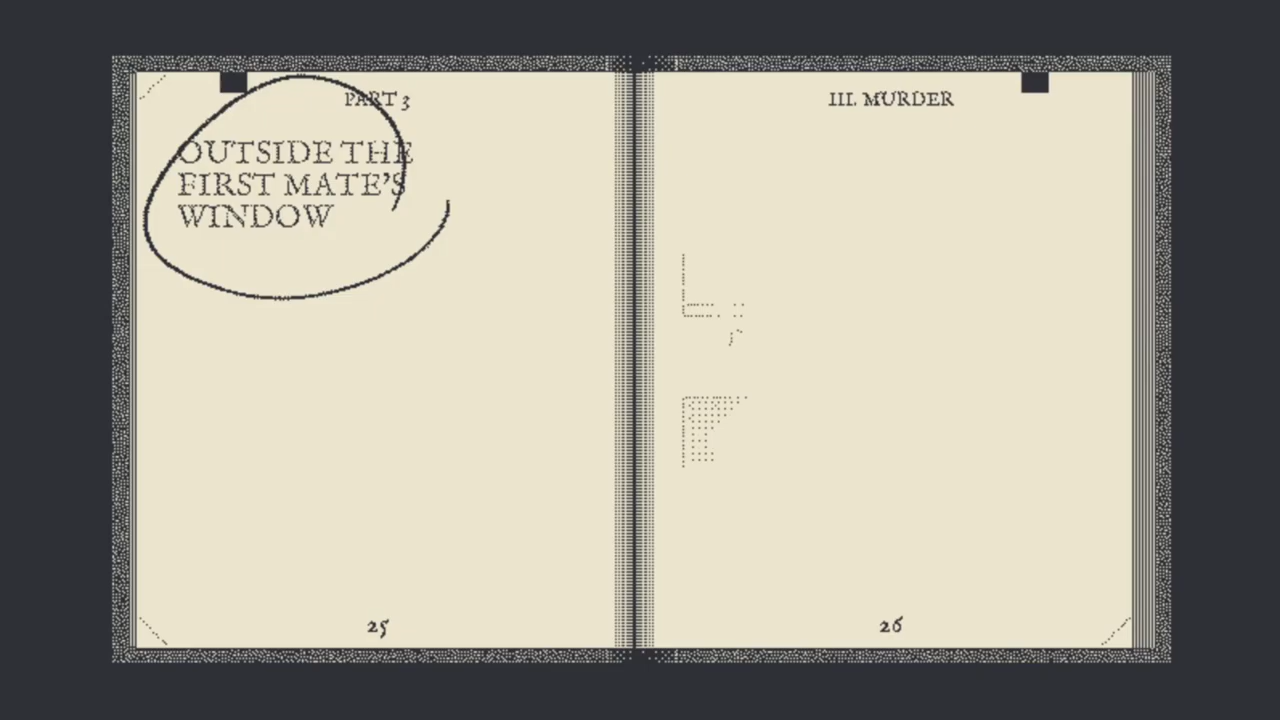 PART 3
OUTSIDE THE
FIRST MATE'S
WINDOW
25
III. MURDER
26